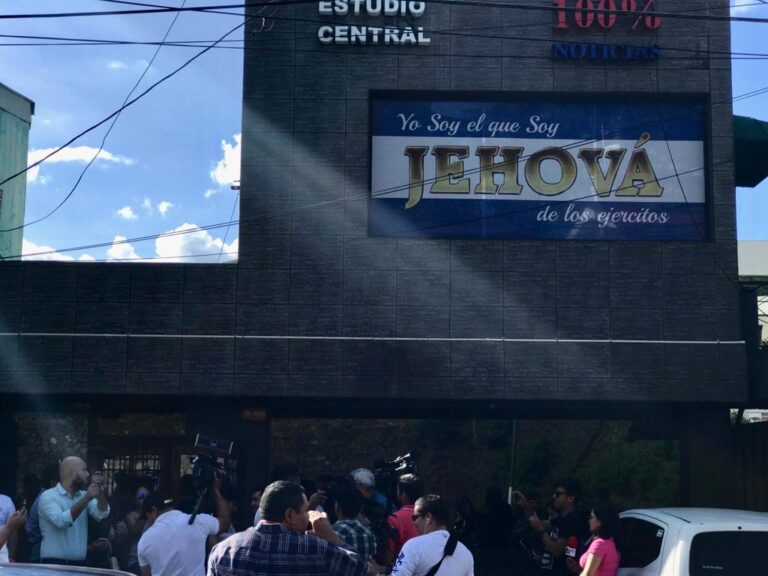 ESTUDIO
CENTRAL
100%
NOTICIAS
Yo Soy el que Soy
JEHOVÁ
de los ejercitos